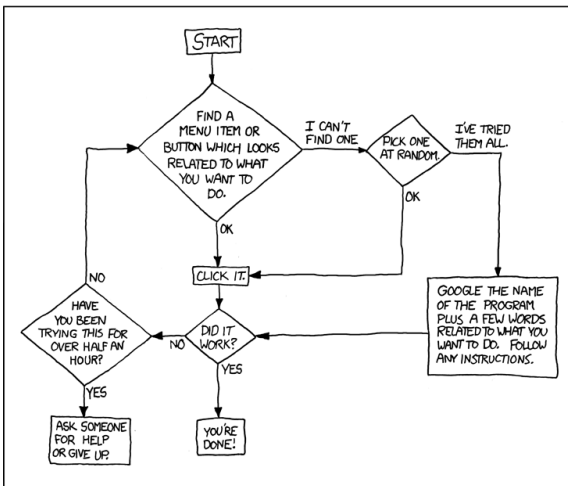 START
FIND A
MENU ITEM OR
BUTTON WHICH LOOKS
RELATED TO WHAT
YOU WANT TO
DO.
I CAN'T
FIND ONE
PICK ONE
AT RANDOM.
I'VE TRIED
THEM ALL.
OK
OK
CLICK IT.
NO
GOOGLE THE NAME
OF THE PROGRAM
PLUS A FEW WORDS
RELATED TO WHAT YOU
WANT TO DO. FOLLOW
ANY INSTRUCTIONS.
HAVE
YOU BEEN
TRYING THIS FOR
OVER HALF AN
HOUR?
NO
DID IT
WORK?
YES
YES
ASK SOMEONE
FOR HELP
OR GIVE UP.
YOU'RE
DONE!